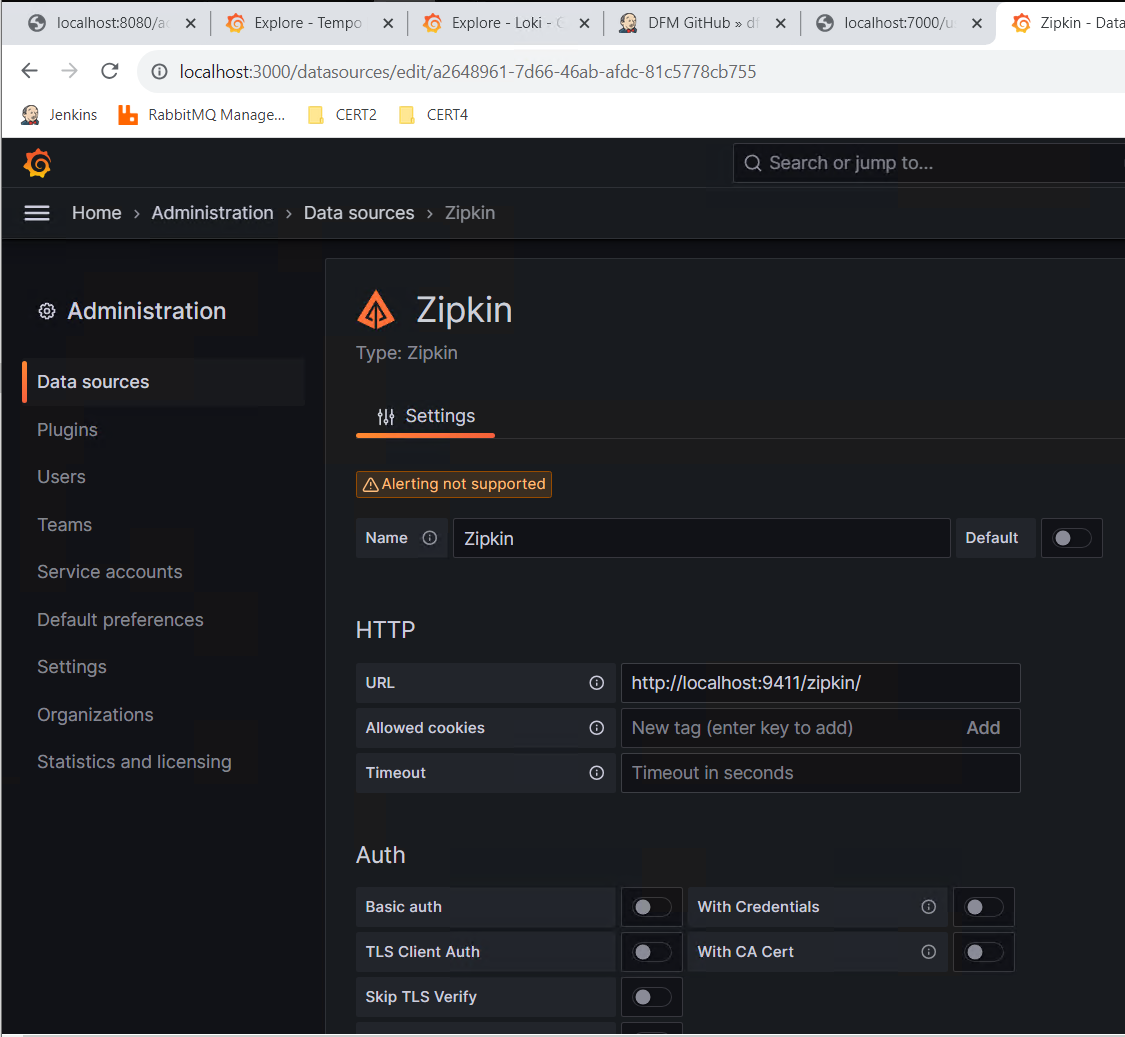 localhost:8080/ac
Explore - Tempo
Explore - Loki - G
DFM GitHub » df
localhost:7000/u
Zipkin - Data
localhost:3000/datasources/edit/a2648961-7d66-46ab-afdc-81c5778cb755
Jenkins
RabbitMQ Manage...
CERT2
CERT4
Search or jump to...
Home › Administration › Data sources › Zipkin
Administration
Data sources
Plugins
Users
Teams
Service accounts
Default preferences
Settings
Organizations
Statistics and licensing
Zipkin
Type: Zipkin
Settings
Alerting not supported
Name Zipkin Default
HTTP
URL http://localhost:9411/zipkin/
Allowed cookies New tag (enter key to add) Add
Timeout Timeout in seconds
Auth
Basic auth With Credentials
TLS Client Auth With CA Cert
Skip TLS Verify